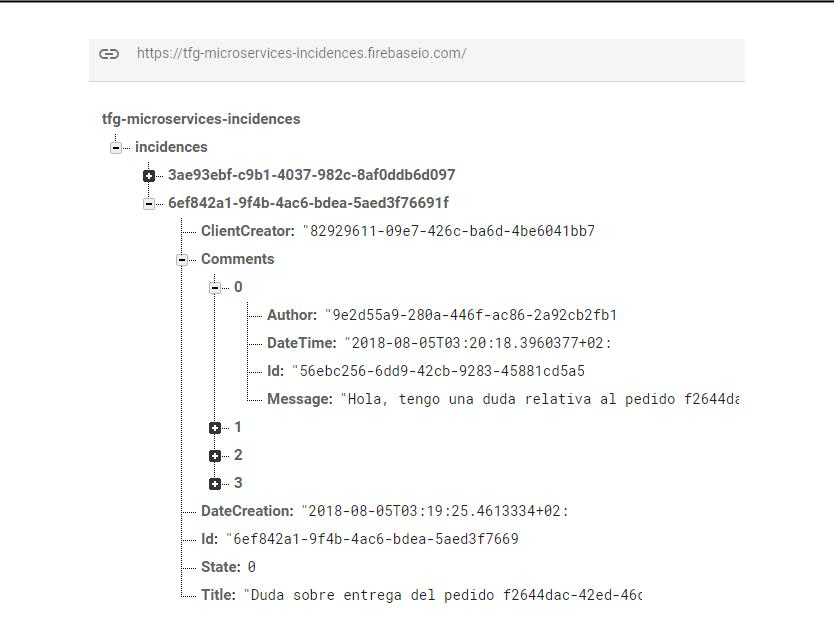 https://tfg-microservices-incidences.firebaseio.com/
tfg-microservices-incidences
incidences
3ae93ebf-c9b1-4037-982c-8af0ddb6d097
6ef842a1-9f4b-4ac6-bdea-5aed3f76691f
ClientCreator: "82929611-09e7-426c-ba6d-4be6041bb7
Comments
0
Author: "9e2d55a9-280a-446f-ac86-2a92cb2fb1
DateTime: "2018-08-05T03:20:18.3960377+02:
Id: "56ebc256-6dd9-42cb-9283-45881cd5a5
Message: "Hola, tengo una duda relativa al pedido f2644da
1
2
3
DateCreation: "2018-08-05T03:19:25.4613334+02:
Id: "6ef842a1-9f4b-4ac6-bdea-5aed3f7669
State: 0
Title: "Duda sobre entrega del pedido f2644dac-42ed-46c